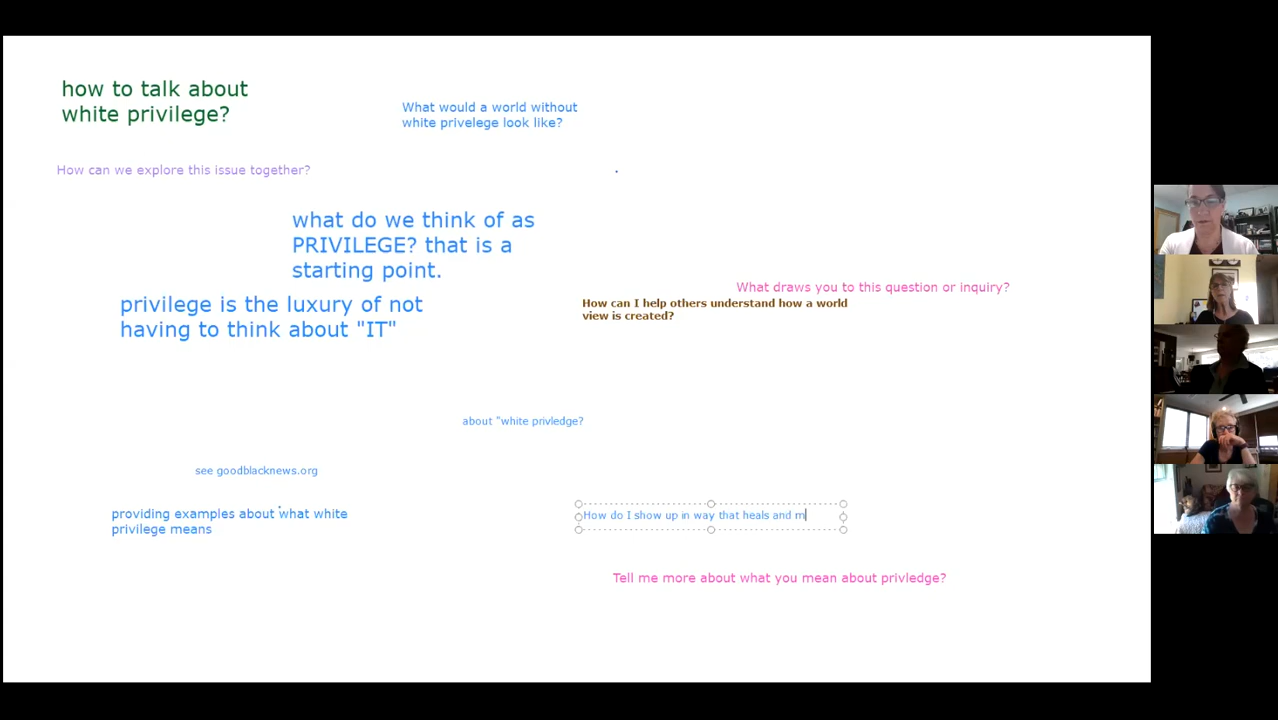 how to talk about
white privilege?
What would a world without
white privelege look like?
How can we explore this issue together?
what do we think of as
PRIVILEGE? that is a
starting point.
What draws you to this question or inquiry?
privilege is the luxury of not
having to think about "IT"
How can I help others understand how a world
view is created?
about "white privledge?
see goodblacknews.org
providing examples about what white
privilege means
How do I show up in way that heals and m
Tell me more about what you mean about privledge?